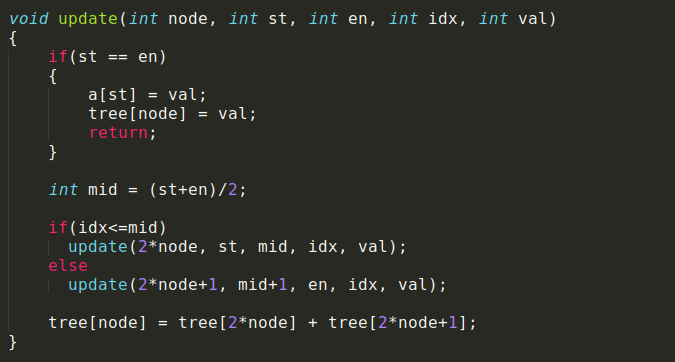 void update(int node, int st, int en, int idx, int val)
{
    if(st == en)
    {
        a[st] = val;
        tree[node] = val;
        return;
    }

    int mid = (st+en)/2;

    if(idx<=mid)
      update(2*node, st, mid, idx, val);
    else
      update(2*node+1, mid+1, en, idx, val);

    tree[node] = tree[2*node] + tree[2*node+1];
}